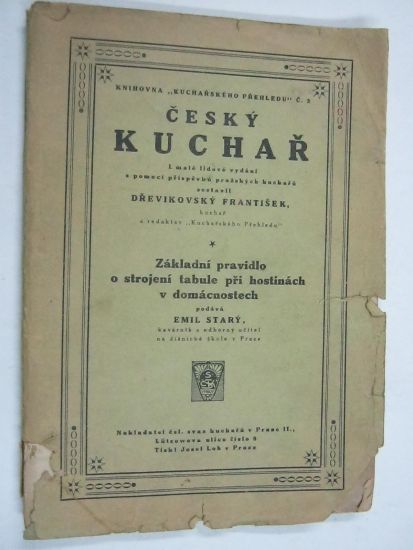 KNIHOVNA „KUCHAŘSKÉHO PŘEHLEDU" Č. 2
ČESKÝ
KUCHAŘ
I. malé lidové vydání
s pomocí příspěvků pražských kuchařů
sestavil
DŘEVIKOVSKÝ FRANTIŠEK,
kuchař
a redaktor „Kuchařského Přehledu"
Základní pravidlo
o strojení tabule při hostinách
v domácnostech
podává
EMIL STARÝ,
kavárník a odborný učitel
na číšnické škole v Praze
Nakladatství čsl. svaz kuchařů v Praze II.,
Lützowova ulice číslo 8
Tiskl Josef Loh v Praze